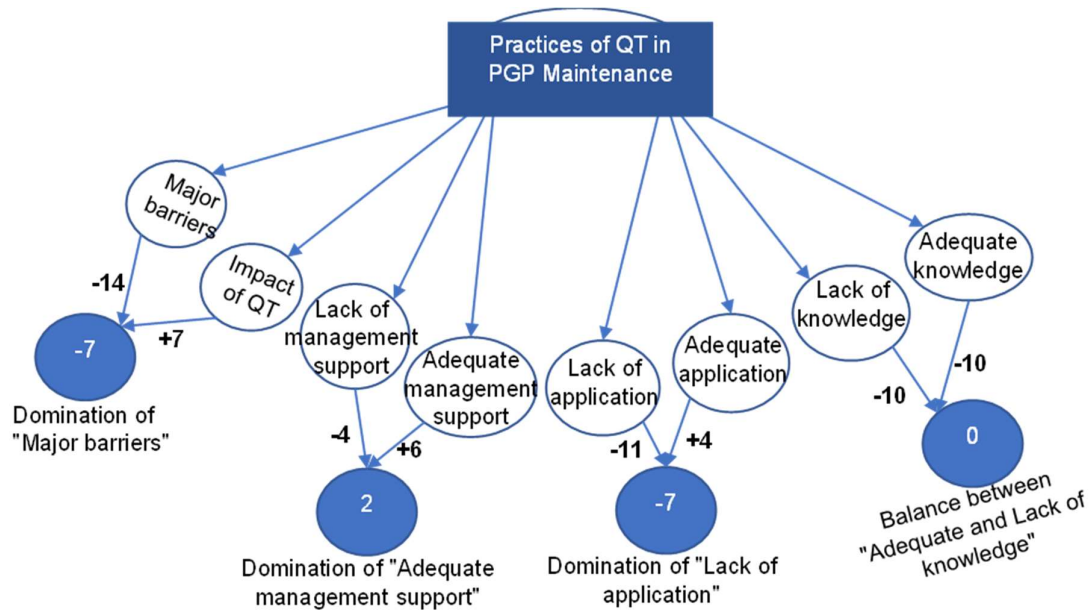 Practices of QT in
PGP Maintenance
Major
barriers
Impact
of QT
Lack of
management
support
Adequate
management
support
Lack of
application
Adequate
application
Lack of
knowledge
Adequate
knowledge
-14
+7
-4
+6
-11
+4
-10
-10
-7
Domination of
"Major barriers"
2
Domination of "Adequate
management support"
-7
Domination of "Lack of
application"
0
Balance between
"Adequate and Lack of
knowledge"